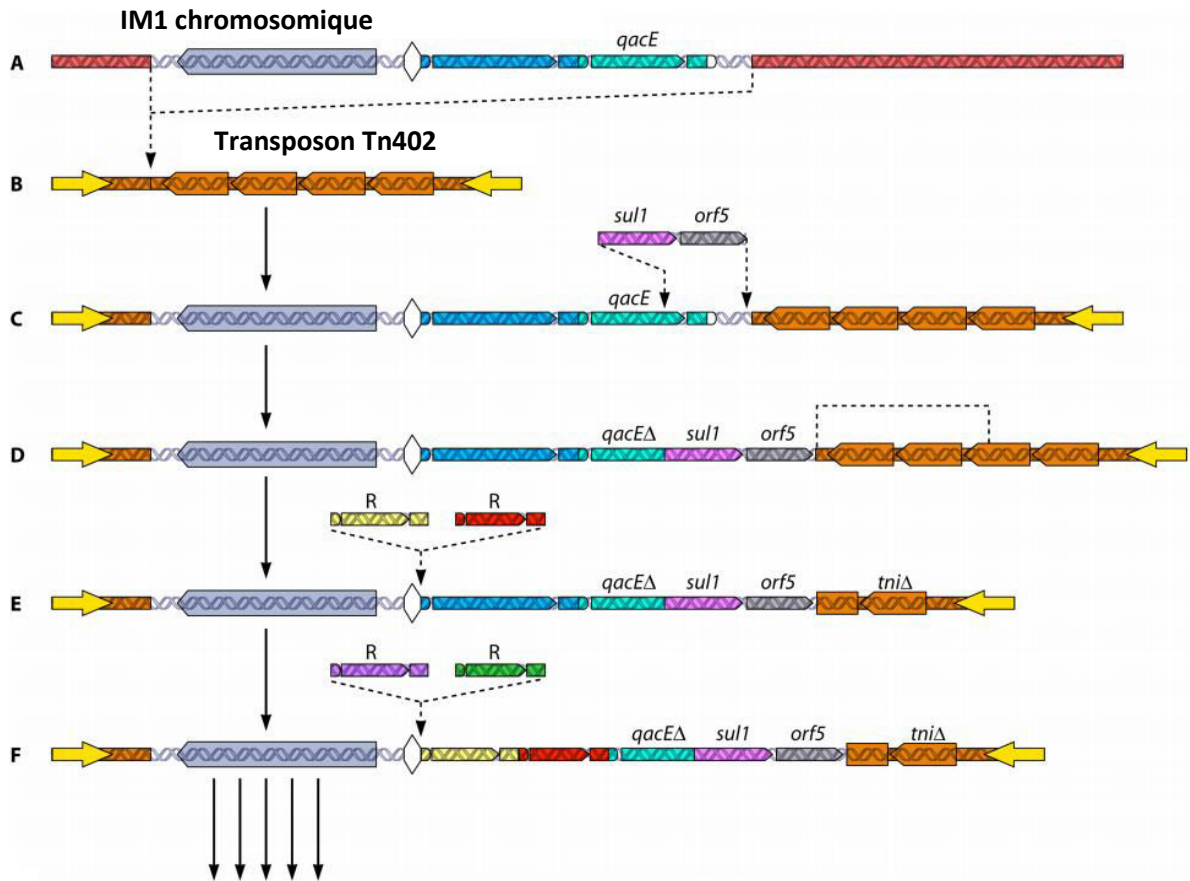 IM1 chromosomique
qacE
A
Transposon Tn402
B
sul1 orf5
qacE
C
qacEΔ sul1 orf5
D
R R
qacEΔ sul1 orf5 tniΔ
E
R R
qacEΔ sul1 orf5 tniΔ
F